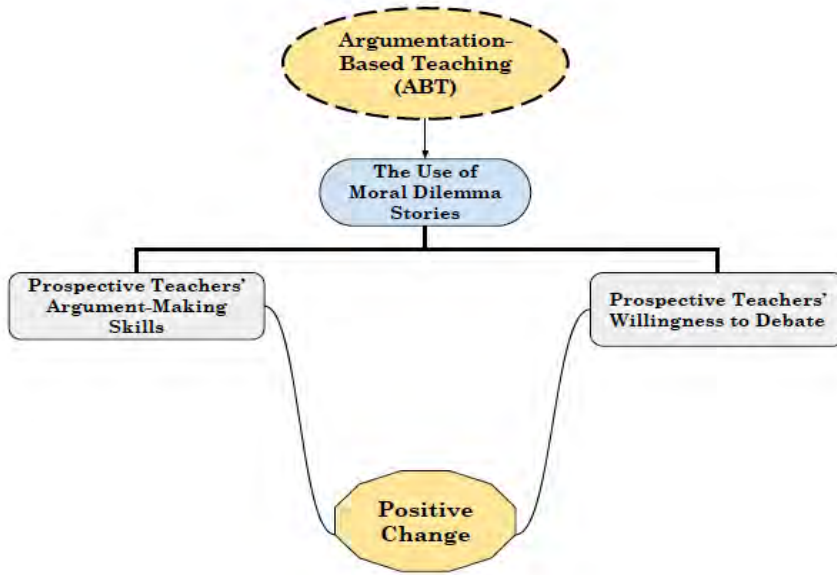 Argumentation-
Based Teaching
(ABT)
The Use of
Moral Dilemma
Stories
Prospective Teachers'
Argument-Making
Skills
Prospective Teachers'
Willingness to Debate
Positive
Change